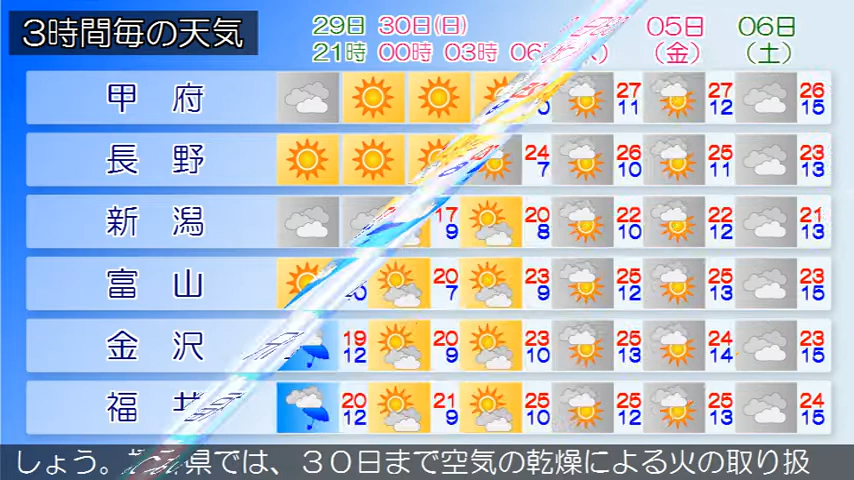 3時間毎の天気
29日 30日(日) 05日 06日
21時 00時 03時 (金) (土)
甲府 27 27 26
11 12 15
長野 24 26 25 23
7 10 11 13
新潟 17 20 22 22 21
9 8 10 12 13
富山 20 23 25 25 23
7 9 12 13 15
金沢 19 20 23 25 24 23
12 9 10 13 14 15
福 20 21 25 25 25 24
12 9 10 12 13 15
しょう。 県では、30日まで空気の乾燥による火の取り扱